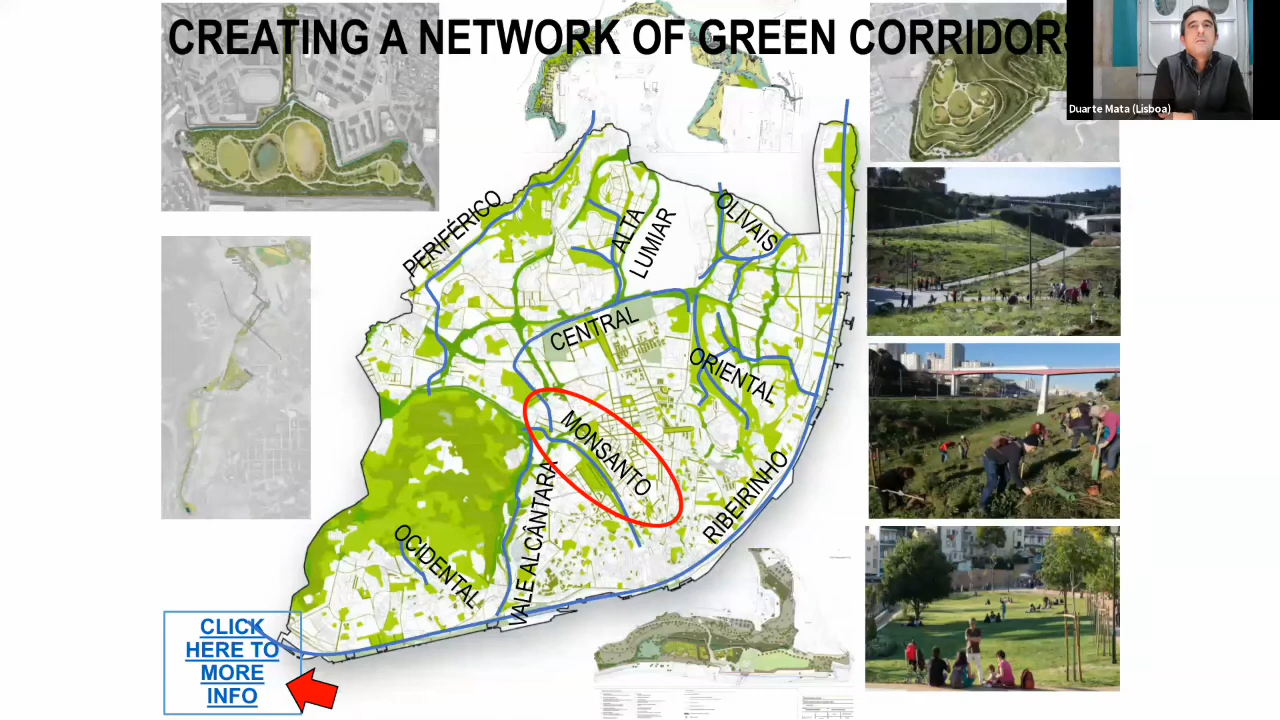 CREATING A NETWORK OF GREEN CORRIDORS
Duarte Mata (Lisboa)
PERIFÉRICO
ALTA
LUMIAR
OLIVAIS
CENTRAL
ORIENTAL
MONSANTO
VALE ALCÂNTARA
RIBEIRINHO
OCIDENTAL
CLICK
HERE TO
MORE
INFO